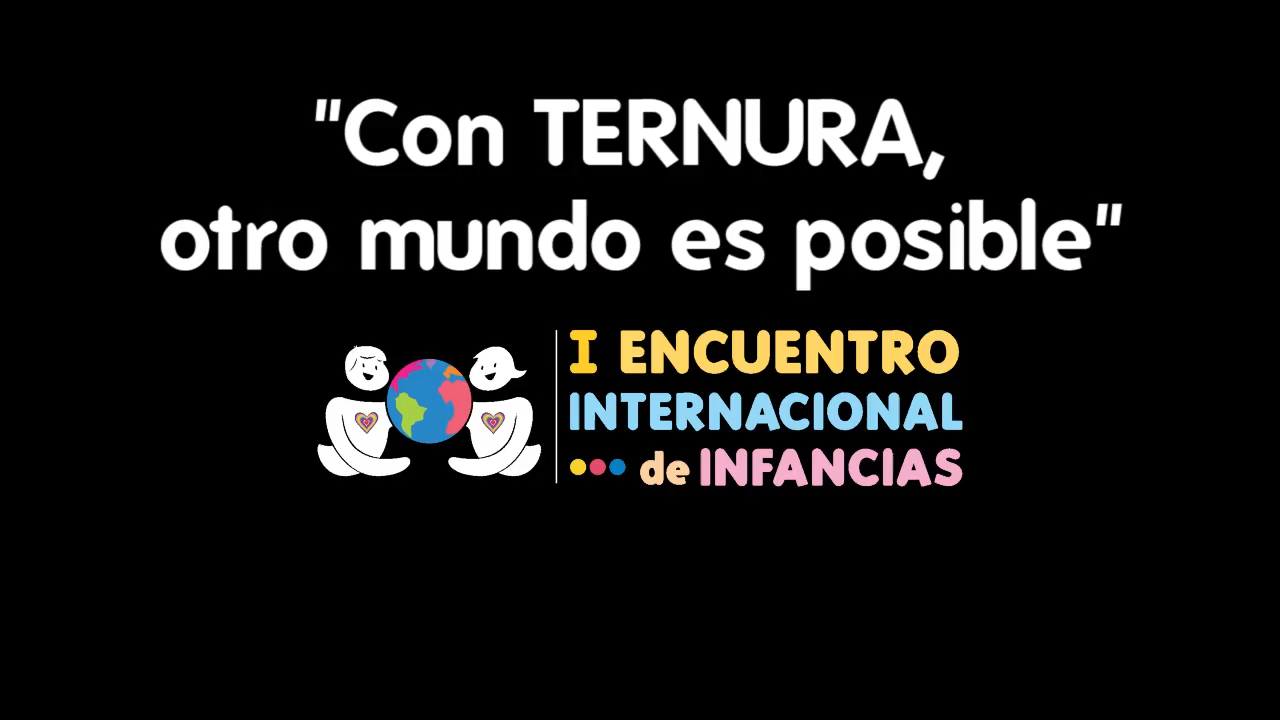 "Con TERNURA,
otro mundo es posible"
I ENCUENTRO
INTERNACIONAL
de INFANCIAS